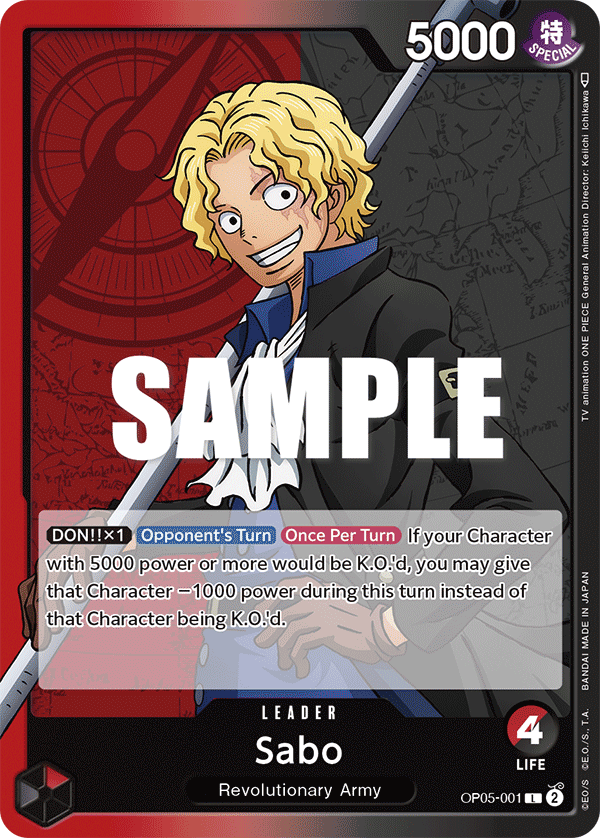 5000
特
SPECIAL
SAMPLE
DON!!×1 Opponent's Turn Once Per Turn If your Character
with 5000 power or more would be K.O.'d, you may give
that Character −1000 power during this turn instead of
that Character being K.O.'d.
LEADER
Sabo
4
LIFE
Revolutionary Army
OP05-001 L 2
TV animation ONE PIECE General Animation Director: Keiichi Ichikawa
BANDAI MADE IN JAPAN
©E.O./S., T.A.
©EO/S